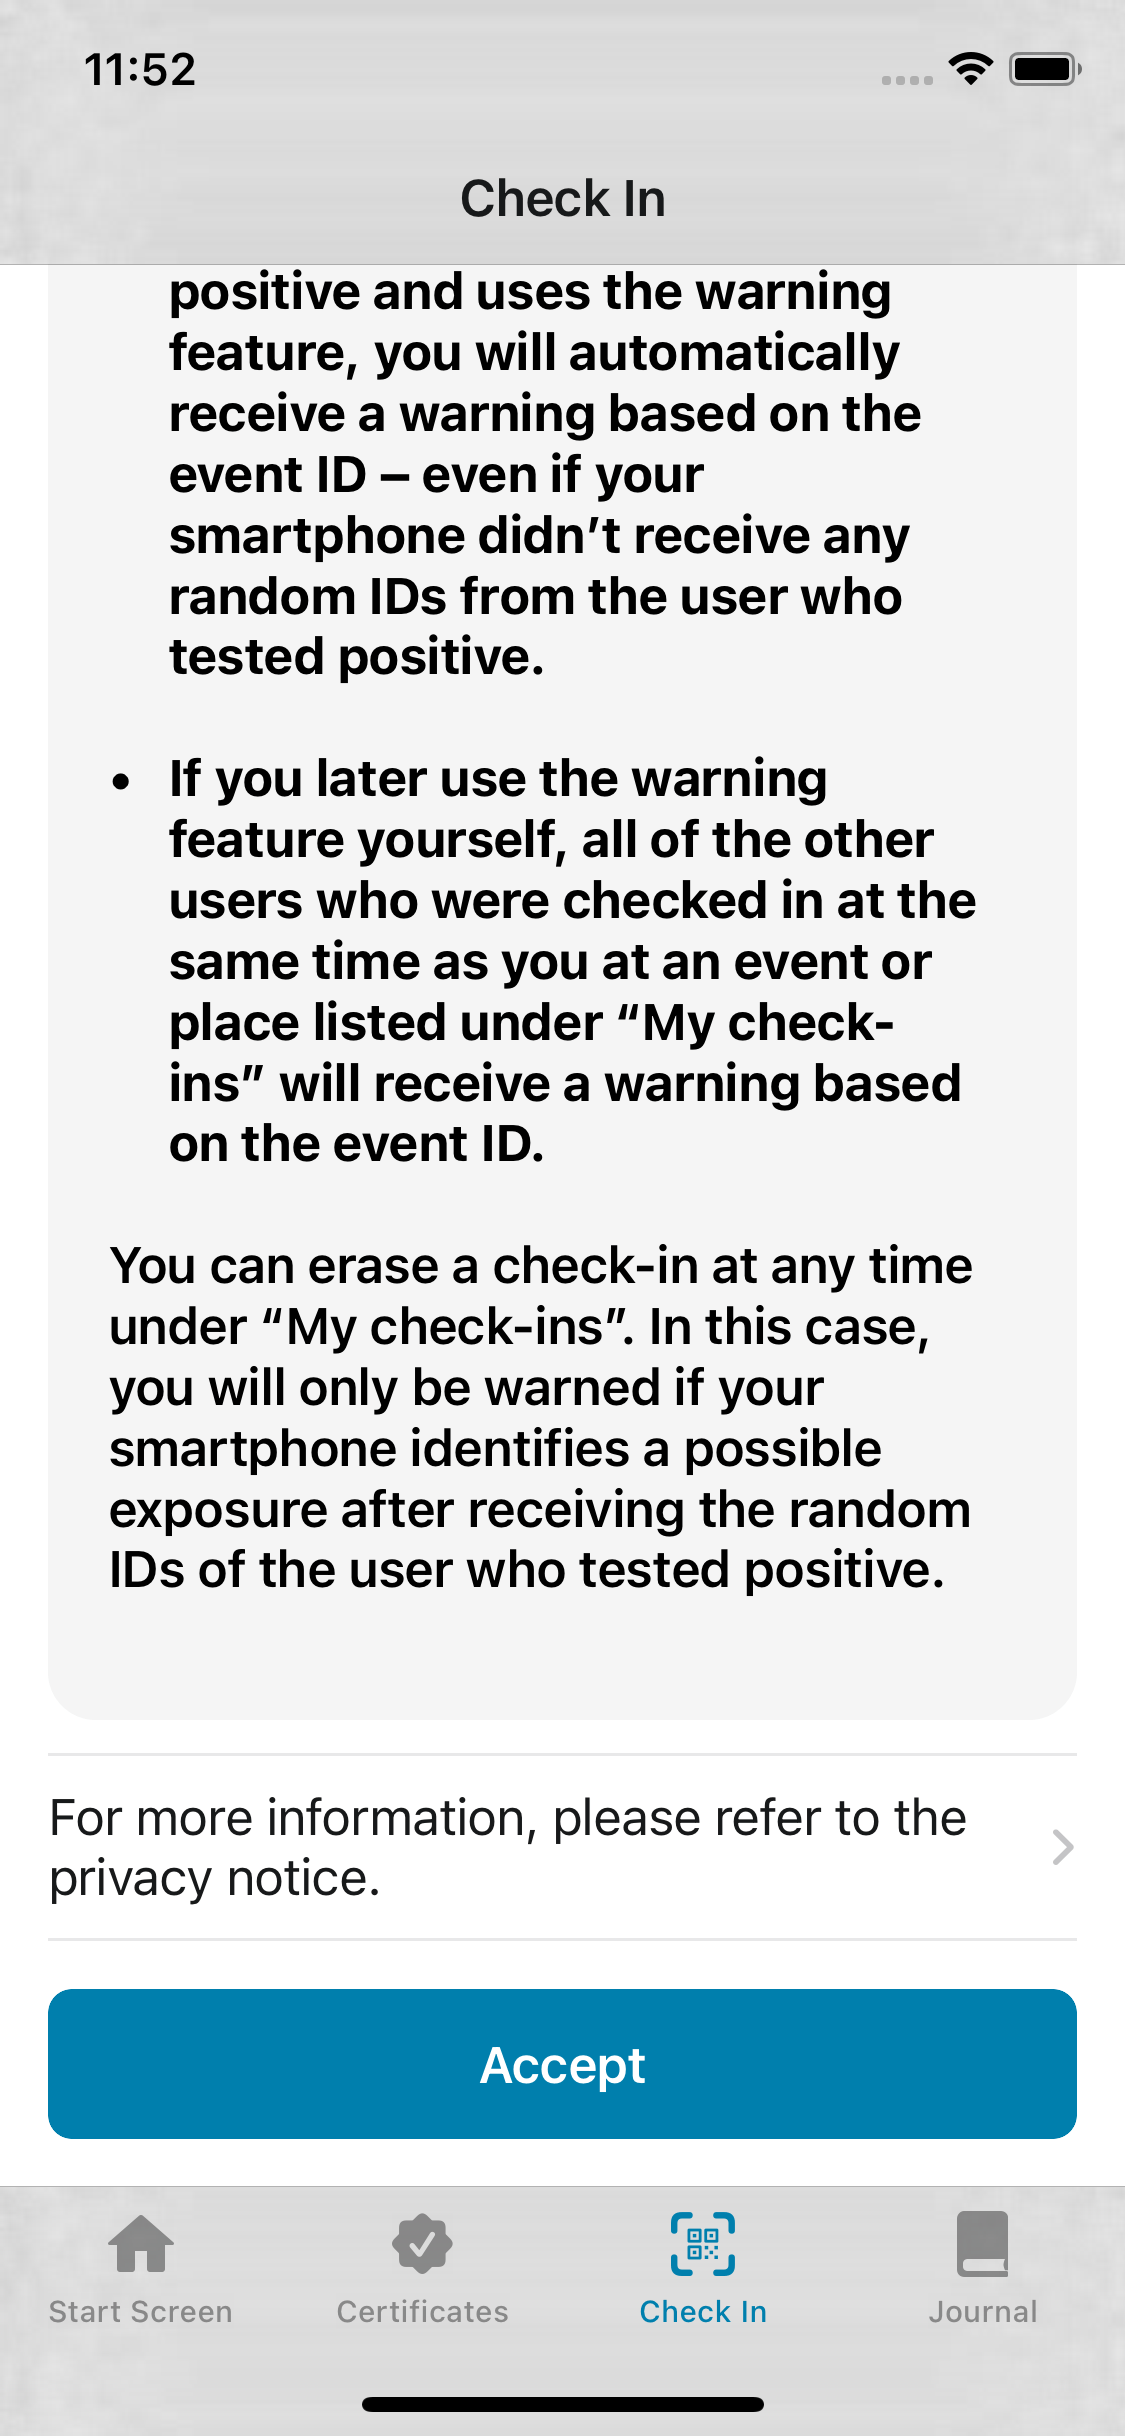 11:52
Check In
positive and uses the warning
feature, you will automatically
receive a warning based on the
event ID – even if your
smartphone didn’t receive any
random IDs from the user who
tested positive.
• If you later use the warning
feature yourself, all of the other
users who were checked in at the
same time as you at an event or
place listed under “My check-
ins” will receive a warning based
on the event ID.
You can erase a check-in at any time
under “My check-ins”. In this case,
you will only be warned if your
smartphone identifies a possible
exposure after receiving the random
IDs of the user who tested positive.
For more information, please refer to the
privacy notice.
Accept
Start Screen
Certificates
Check In
Journal